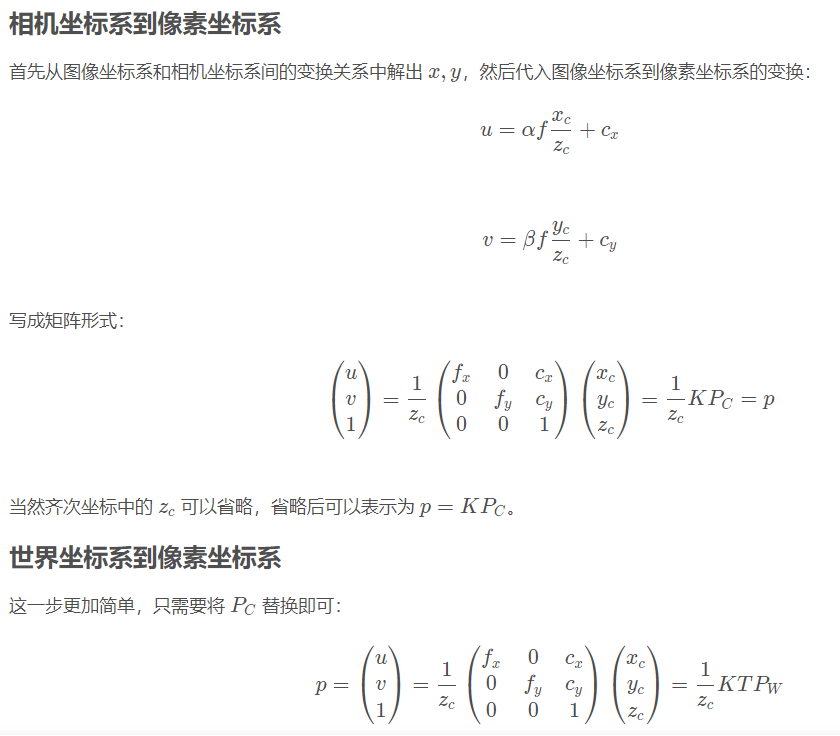 相机坐标系到像素坐标系
首先从图像坐标系和相机坐标系间的变换关系中解出 $x, y$，然后代入图像坐标系到像素坐标系的变换：
$u = \alpha f \frac{x_c}{z_c} + c_x$
$v = \beta f \frac{y_c}{z_c} + c_y$
写成矩阵形式：
$\begin{pmatrix} u \\ v \\ 1 \end{pmatrix} = \frac{1}{z_c} \begin{pmatrix} f_x & 0 & c_x \\ 0 & f_y & c_y \\ 0 & 0 & 1 \end{pmatrix} \begin{pmatrix} x_c \\ y_c \\ z_c \end{pmatrix} = \frac{1}{z_c} K P_C = p$
当然齐次坐标中的 $z_c$ 可以省略，省略后可以表示为 $p = K P_C$。
世界坐标系到像素坐标系
这一步更加简单，只需要将 $P_C$ 替换即可：
$p = \begin{pmatrix} u \\ v \\ 1 \end{pmatrix} = \frac{1}{z_c} \begin{pmatrix} f_x & 0 & c_x \\ 0 & f_y & c_y \\ 0 & 0 & 1 \end{pmatrix} \begin{pmatrix} x_c \\ y_c \\ z_c \end{pmatrix} = \frac{1}{z_c} K T P_W$